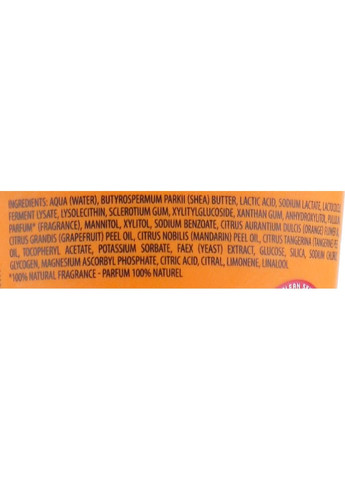 INGREDIENTS: AQUA (WATER), BUTYROSPERMUM PARKII (SHEA) BUTTER, LACTIC ACID, SODIUM LACTATE, LACTOCOCC
FERMENT LYSATE, LYSOLECITHIN, SCLEROTIUM GUM, XYLITYLGLUCOSIDE, XANTHAN GUM, ANHYDROXYLITOL, PULLULA
PARFUM* (FRAGRANCE), MANNITOL, XYLITOL, SODIUM BENZOATE, CITRUS AURANTIUM DULCIS (ORANGE) FLOWER
CITRUS GRANDIS (GRAPEFRUIT) PEEL OIL, CITRUS NOBILIS (MANDARIN) PEEL OIL, CITRUS TANGERINA (TANGERINE) PE
OIL, TOCOPHERYL ACETATE, POTASSIUM SORBATE, FAEX (YEAST) EXTRACT, GLUCOSE, SILICA, SODIUM
GLYCOGEN, MAGNESIUM ASCORBYL PHOSPHATE, CITRIC ACID, CITRAL, LIMONENE, LINALOOL
*100% NATURAL FRAGRANCE - PARFUM 100% NATUREL